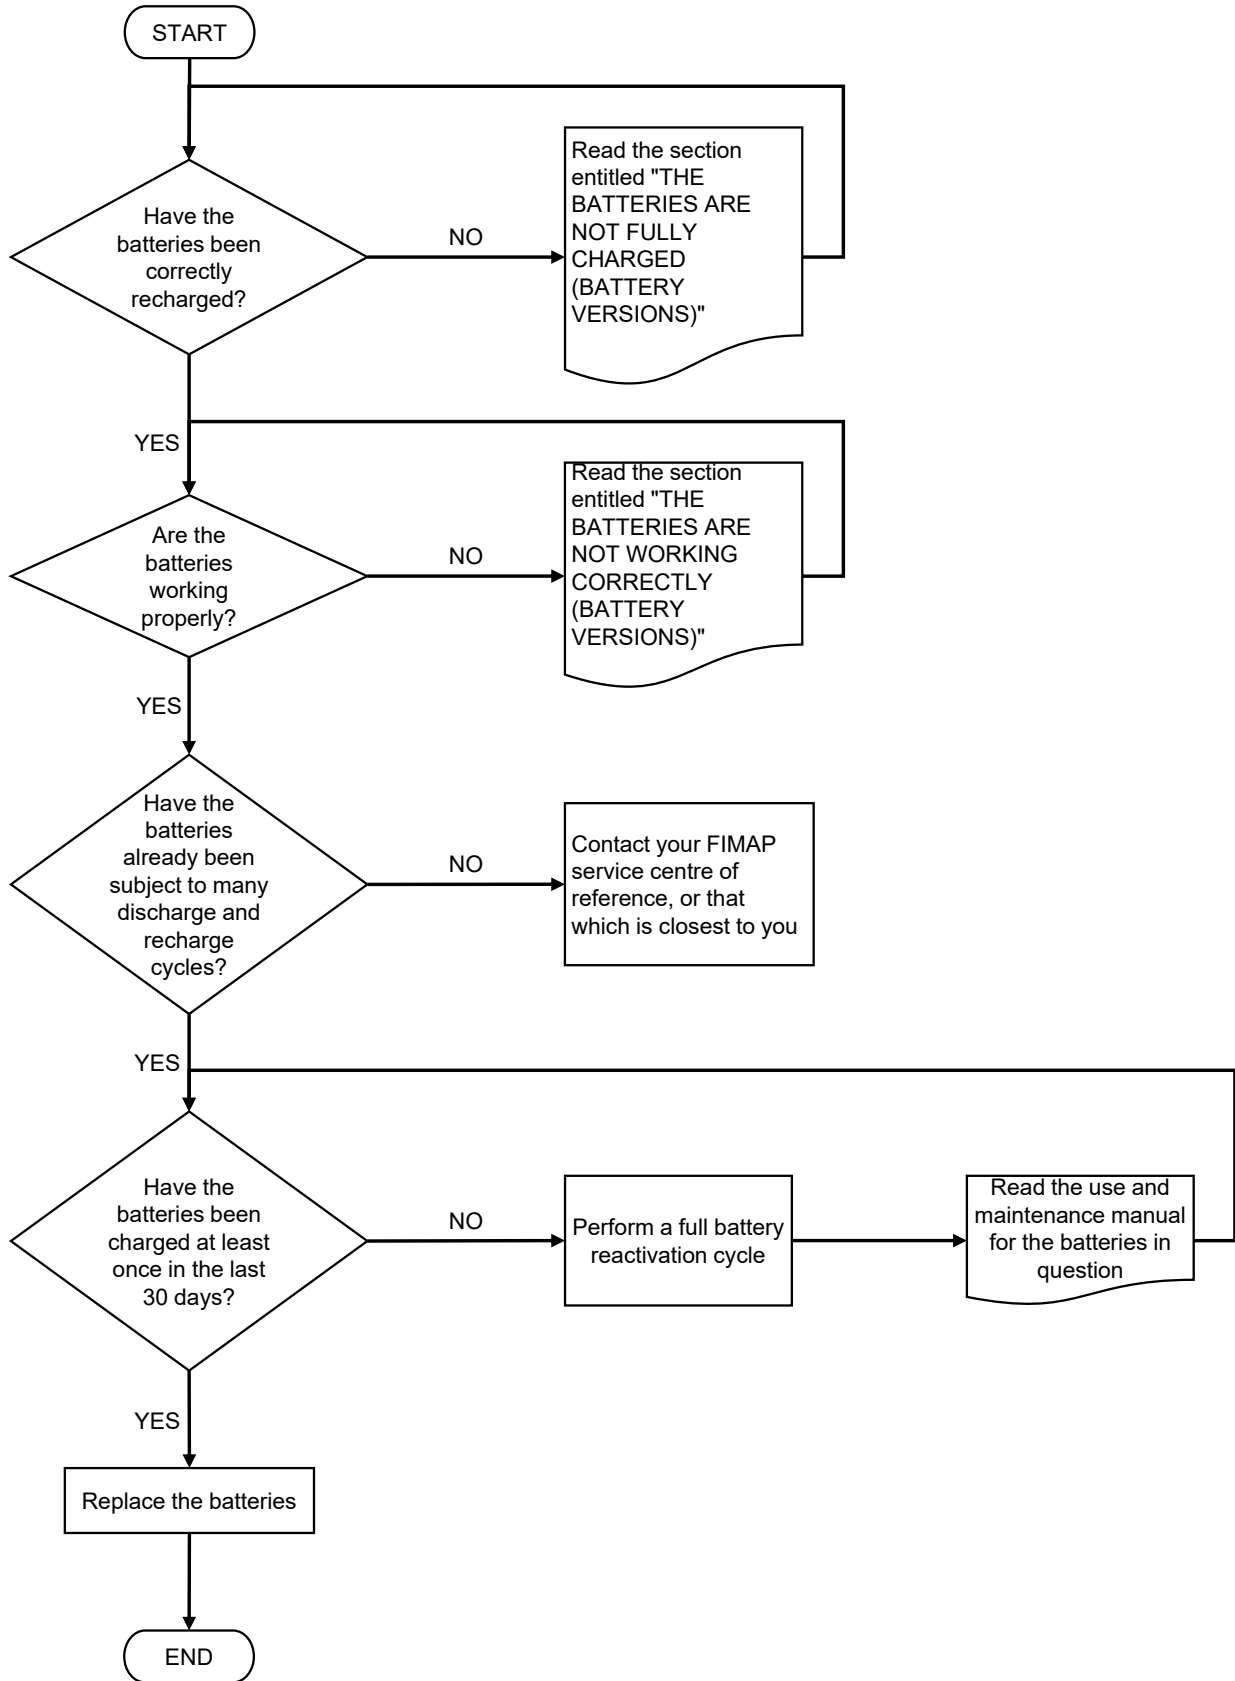 START
Have the
batteries been
correctly
recharged?
NO
Read the section
entitled "THE
BATTERIES ARE
NOT FULLY
CHARGED
(BATTERY
VERSIONS)"
YES
Are the
batteries
working
properly?
NO
Read the section
entitled "THE
BATTERIES ARE
NOT WORKING
CORRECTLY
(BATTERY
VERSIONS)"
YES
Have the
batteries
already been
subject to many
discharge and
recharge
cycles?
NO
Contact your FIMAP
service centre of
reference, or that
which is closest to you
YES
Have the
batteries been
charged at least
once in the last
30 days?
NO
Perform a full battery
reactivation cycle
Read the use and
maintenance manual
for the batteries in
question
YES
Replace the batteries
END